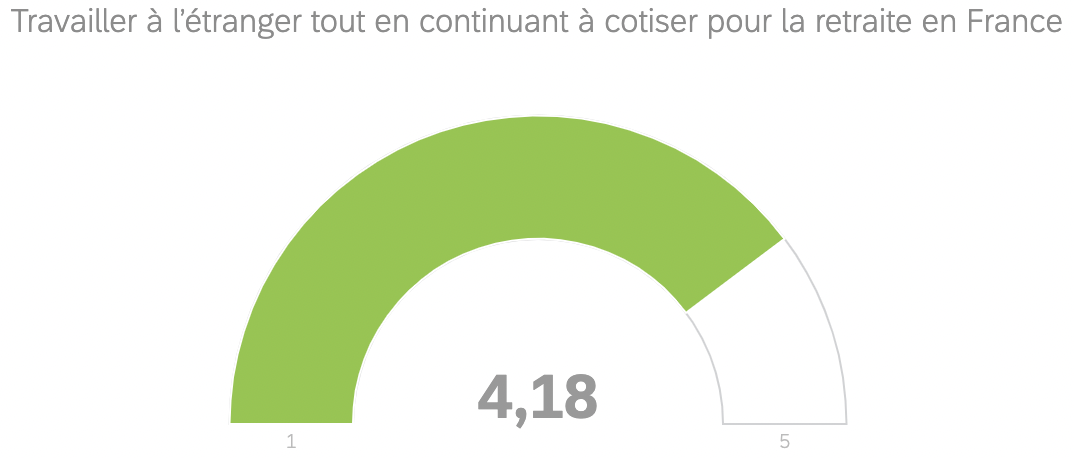 Travailler à l’étranger tout en continuant à cotiser pour la retraite en France
4,18
1
5